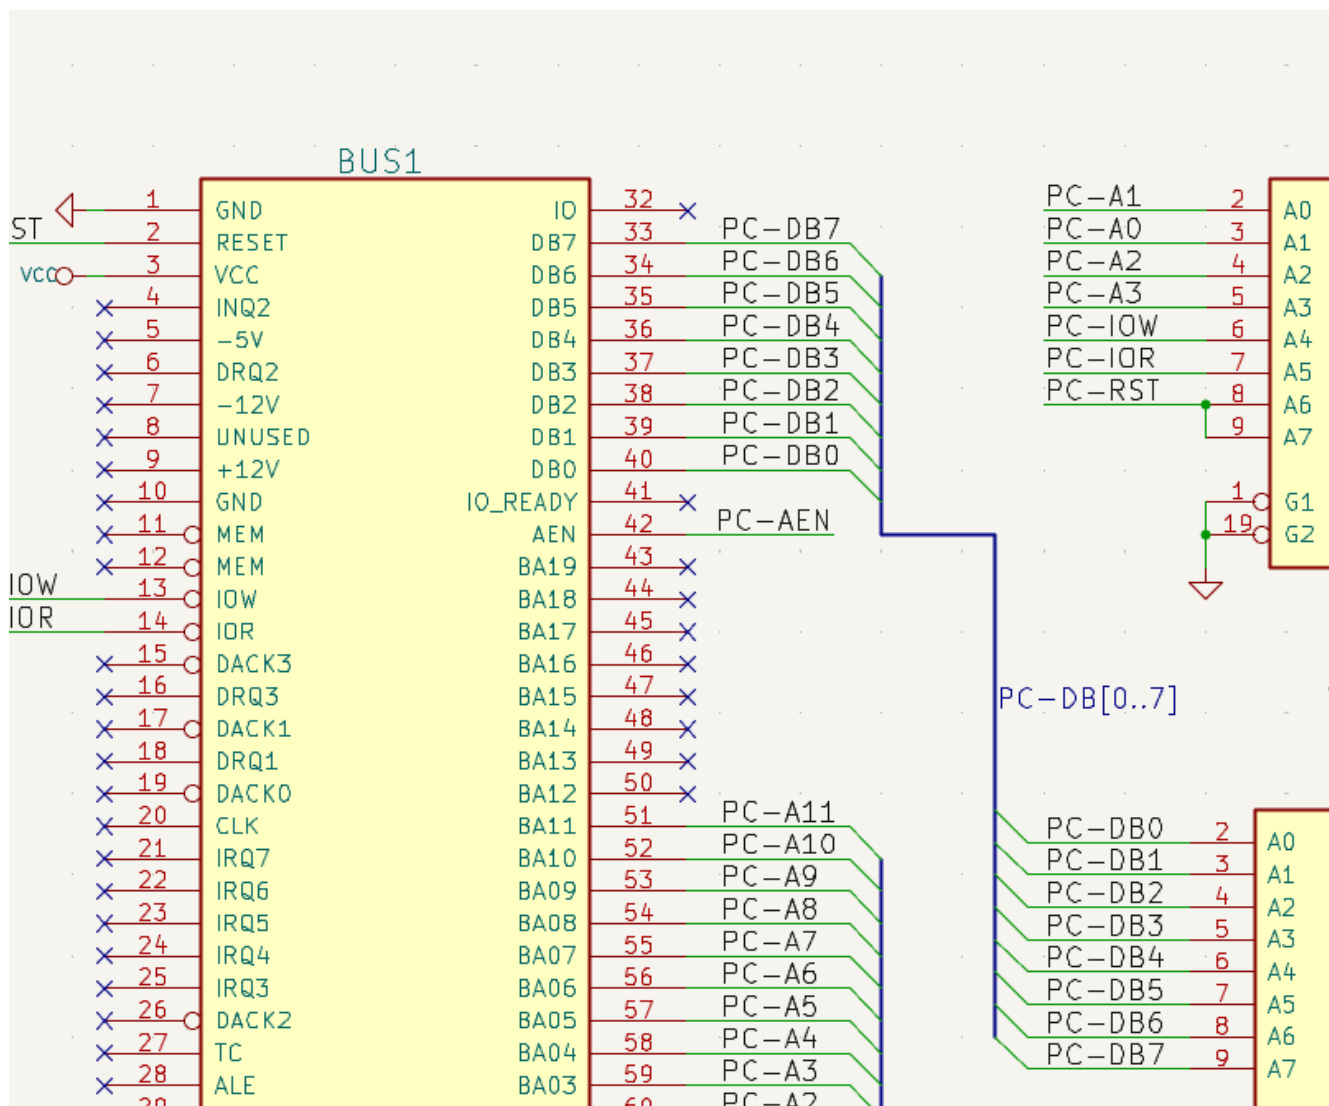 BUS1
1 GND IO 32
ST 2 RESET DB7 33 PC-DB7
VCC 3 VCC DB6 34 PC-DB6
4 INQ2 DB5 35 PC-DB5
5 -5V DB4 36 PC-DB4
6 DRQ2 DB3 37 PC-DB3
7 -12V DB2 38 PC-DB2
8 UNUSED DB1 39 PC-DB1
9 +12V DB0 40 PC-DB0
10 GND IO_READY 41
11 MEM AEN 42 PC-AEN
12 MEM BA19 43
IOW 13 IOW BA18 44
IOR 14 IOR BA17 45
15 DACK3 BA16 46
16 DRQ3 BA15 47
17 DACK1 BA14 48
18 DRQ1 BA13 49
19 DACK0 BA12 50
20 CLK BA11 51 PC-A11
21 IRQ7 BA10 52 PC-A10
22 IRQ6 BA09 53 PC-A9
23 IRQ5 BA08 54 PC-A8
24 IRQ4 BA07 55 PC-A7
25 IRQ3 BA06 56 PC-A6
26 DACK2 BA05 57 PC-A5
27 TC BA04 58 PC-A4
28 ALE BA03 59 PC-A3
29 60 PC-A2
PC-A1 2 A0
PC-A0 3 A1
PC-A2 4 A2
PC-A3 5 A3
PC-IOW 6 A4
PC-IOR 7 A5
PC-RST 8 A6
9 A7
1 G1
19 G2
PC-DB[0..7]
PC-DB0 2 A0
PC-DB1 3 A1
PC-DB2 4 A2
PC-DB3 5 A3
PC-DB4 6 A4
PC-DB5 7 A5
PC-DB6 8 A6
PC-DB7 9 A7